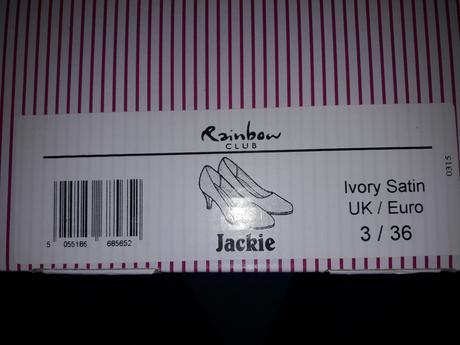 Rainbow
CLUB
0315
Ivory Satin
UK / Euro
3 / 36
5 055186 685652
Jackie